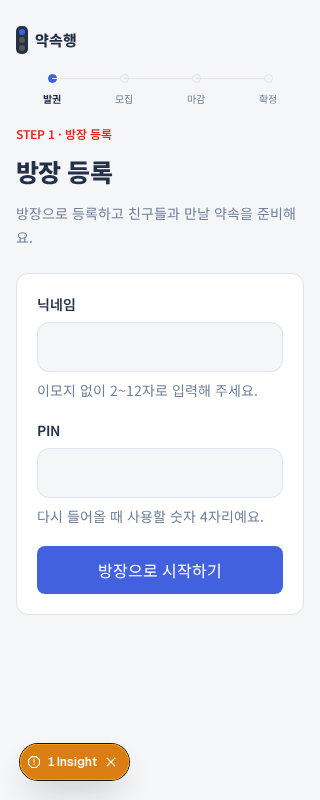 약속행
발권 모집 마감 확정
STEP 1 · 방장 등록
방장 등록
방장으로 등록하고 친구들과 만날 약속을 준비해
요.
닉네임
이모지 없이 2~12자로 입력해 주세요.
PIN
다시 들어올 때 사용할 숫자 4자리예요.
방장으로 시작하기
1 Insight